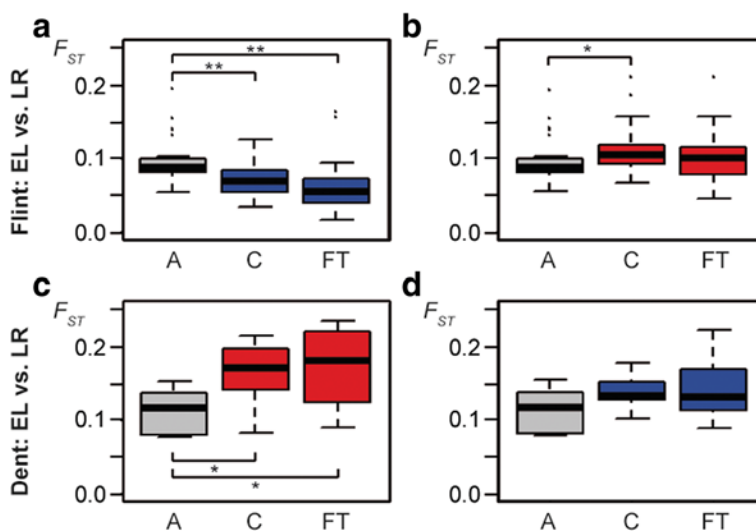 a
b
F_ST
**
**
0.2
0.1
0.0
A C FT
F_ST
*
0.2
0.1
0.0
A C FT
Flint: EL vs. LR
c
d
F_ST
0.2
0.1
0.0
*
*
A C FT
F_ST
0.2
0.1
0.0
A C FT
Dent: EL vs. LR